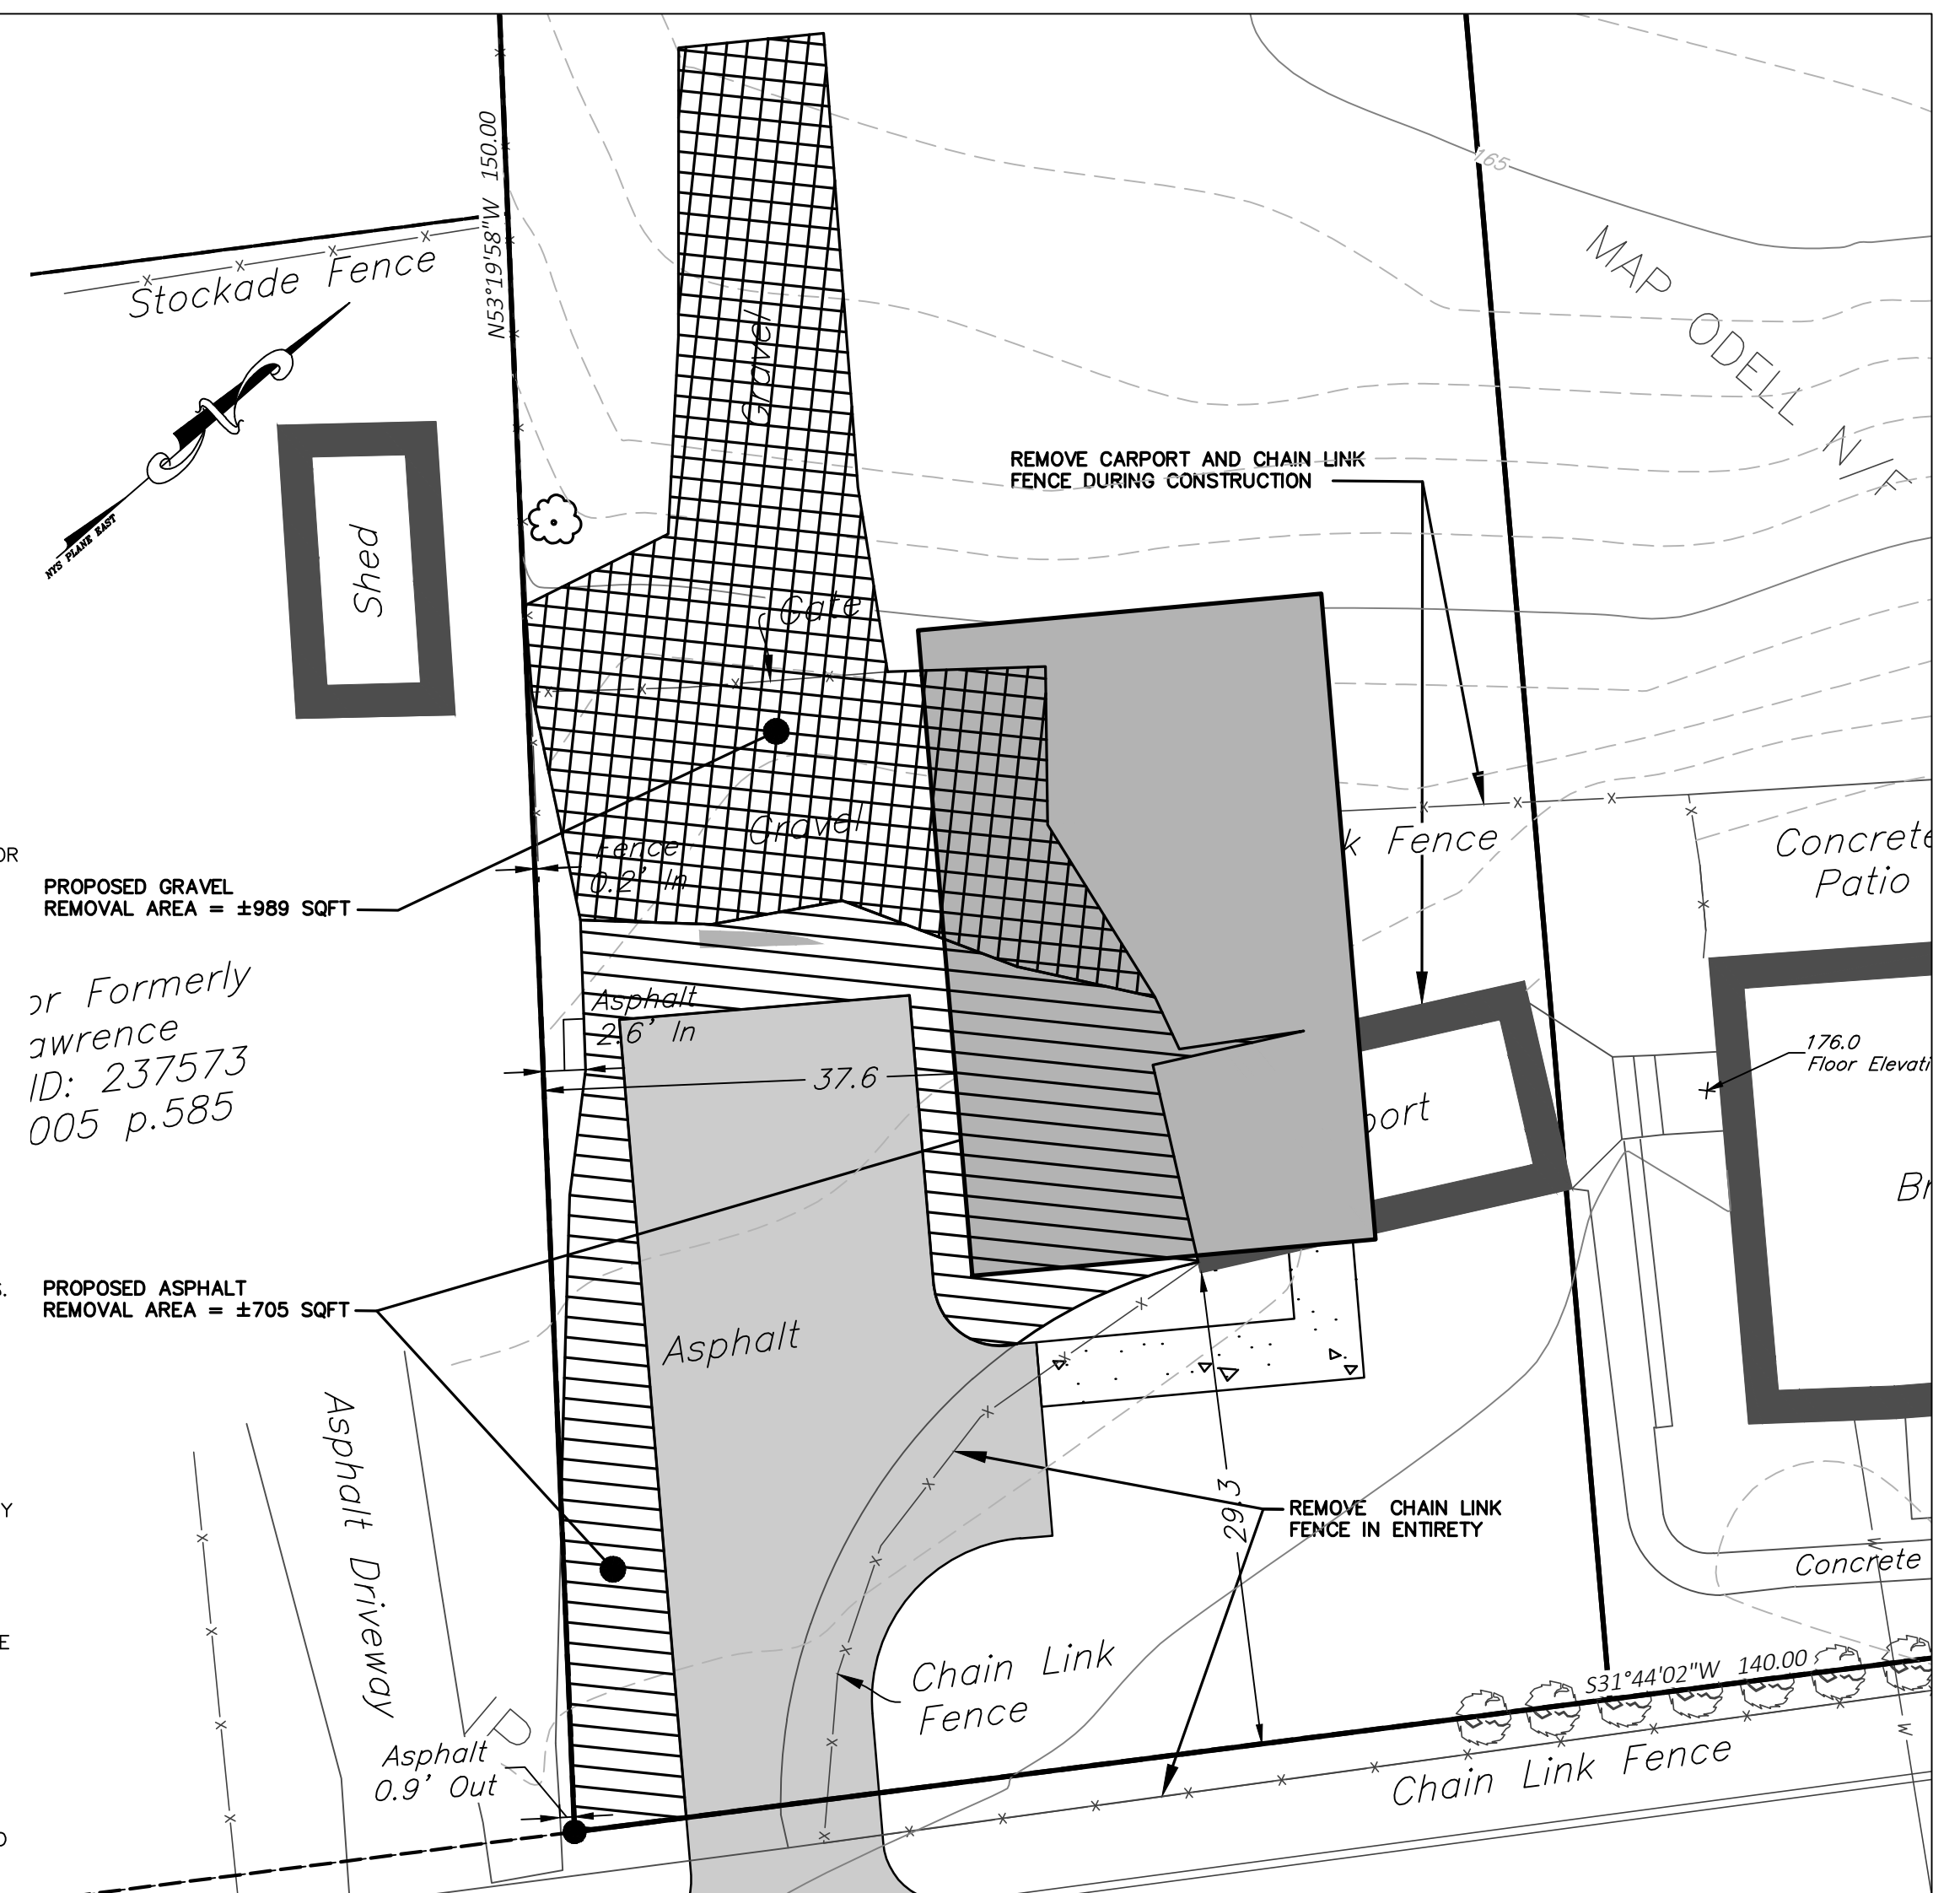 165
N53°19'58"W 150.00
MAP ODELL N/F
Stockade Fence
NYS PLANE EAST
Shed
Gravel
REMOVE CARPORT AND CHAIN LINK
FENCE DURING CONSTRUCTION
Gate
Gravel
Fence
0.2' In
k Fence
Concrete
Patio
OR
PROPOSED GRAVEL
REMOVAL AREA = ±989 SQFT
or Formerly
awrence
ID: 237573
005 p.585
Asphalt
2.6' In
37.6
port
176.0
Floor Elevati
Br
S.
PROPOSED ASPHALT
REMOVAL AREA = ±705 SQFT
Asphalt
Asphalt Driveway
29.3
REMOVE CHAIN LINK
FENCE IN ENTIRETY
Y
Concrete
E
Chain Link
Fence
S31°44'02"W 140.00
Asphalt
0.9' Out
Chain Link Fence
W
W